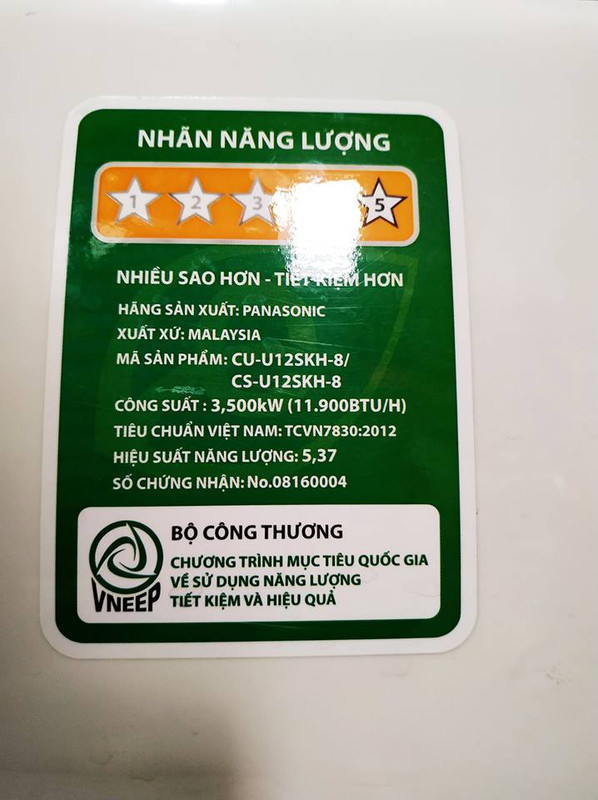 NHÃN NĂNG LƯỢNG
1 2 3 5
NHIỀU SAO HƠN - TIẾT KIỆM HƠN
HÃNG SẢN XUẤT: PANASONIC
XUẤT XỨ: MALAYSIA
MÃ SẢN PHẨM: CU-U12SKH-8/
CS-U12SKH-8
CÔNG SUẤT : 3,500kW (11.900BTU/H)
TIÊU CHUẨN VIỆT NAM: TCVN7830:2012
HIỆU SUẤT NĂNG LƯỢNG: 5,37
SỐ CHỨNG NHẬN: No.08160004
BỘ CÔNG THƯƠNG
CHƯƠNG TRÌNH MỤC TIÊU QUỐC GIA
VỀ SỬ DỤNG NĂNG LƯỢNG
TIẾT KIỆM VÀ HIỆU QUẢ
VNEEP